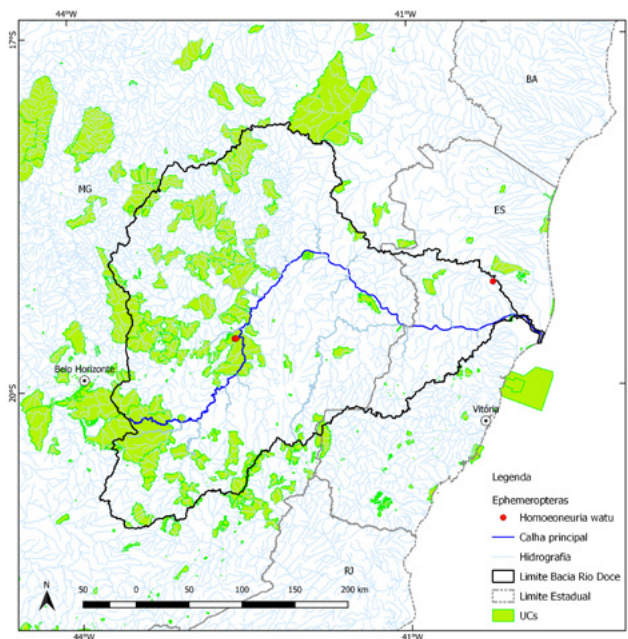 44°W
41°W
17°S
BA
MG
ES
Belo Horizonte
20°S
Vitória
Legenda
Ephemeropteras
Homoeoneuria watu
Calha principal
Hidrografia
Limite Bacia Rio Doce
Limite Estadual
UCs
RJ
N
50 0 50 100 150 200 km
44°W
41°W